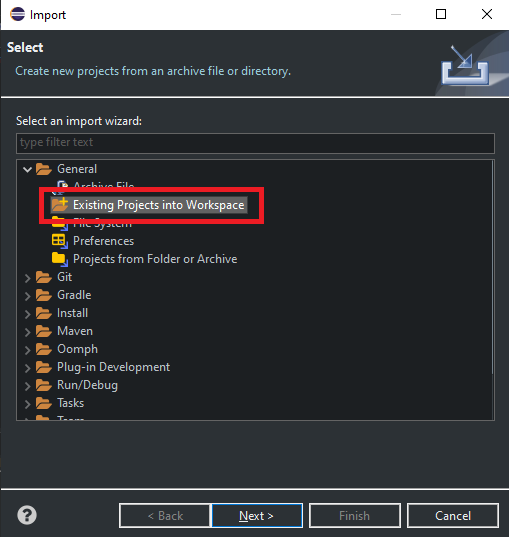 Import
Select
Create new projects from an archive file or directory.
Select an import wizard:
type filter text
General
Archive File
Existing Projects into Workspace
File System
Preferences
Projects from Folder or Archive
Git
Gradle
Install
Maven
Oomph
Plug-in Development
Run/Debug
Tasks
Team
< Back
Next >
Finish
Cancel